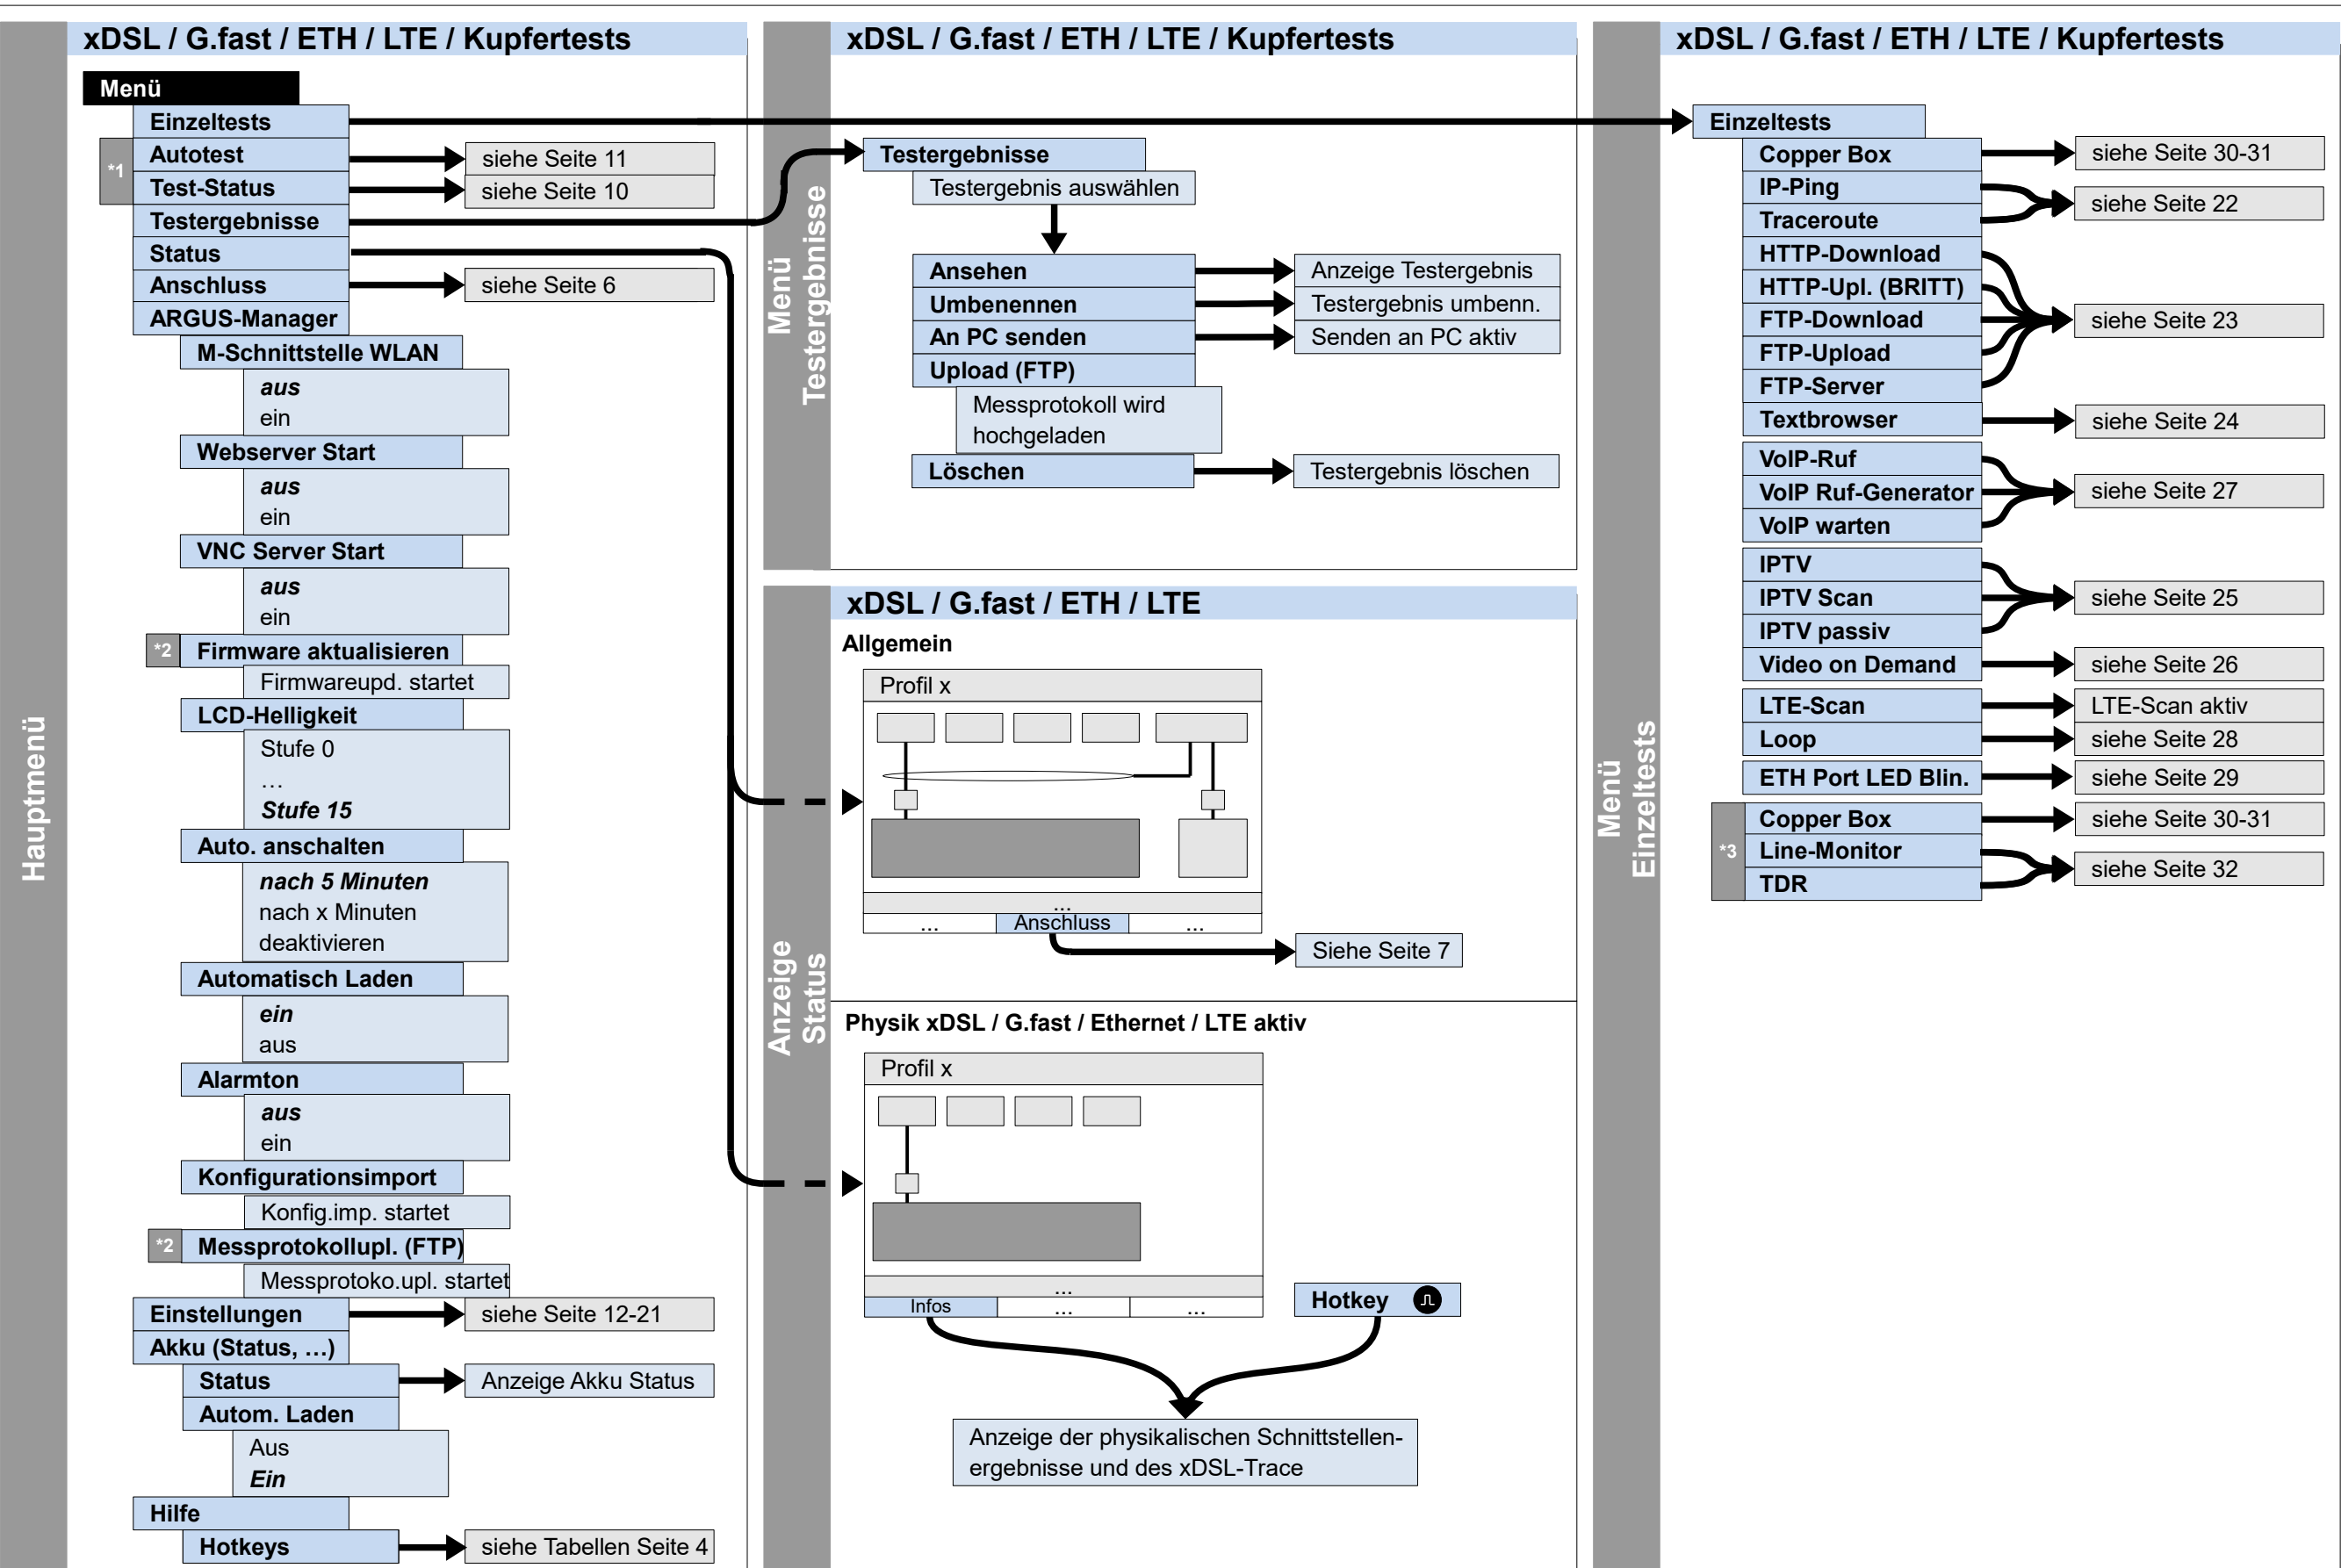 Hauptmenü
xDSL / G.fast / ETH / LTE / Kupfertests
Menü
Einzeltests
*1
Autotest
siehe Seite 11
Test-Status
siehe Seite 10
Testergebnisse
Status
Anschluss
siehe Seite 6
ARGUS-Manager
M-Schnittstelle WLAN
aus
ein
Webserver Start
aus
ein
VNC Server Start
aus
ein
*2
Firmware aktualisieren
Firmwareupd. startet
LCD-Helligkeit
Stufe 0
…
Stufe 15
Auto. anschalten
nach 5 Minuten
nach x Minuten
deaktivieren
Automatisch Laden
ein
aus
Alarmton
aus
ein
Konfigurationsimport
Konfig.imp. startet
*2
Messprotokollupl. (FTP)
Messprotoko.upl. startet
Einstellungen
siehe Seite 12-21
Akku (Status, …)
Status
Anzeige Akku Status
Autom. Laden
Aus
Ein
Hilfe
Hotkeys
siehe Tabellen Seite 4
Menü
Testergebnisse
xDSL / G.fast / ETH / LTE / Kupfertests
Testergebnisse
Testergebnis auswählen
Ansehen
Anzeige Testergebnis
Umbenennen
Testergebnis umbenn.
An PC senden
Senden an PC aktiv
Upload (FTP)
Messprotokoll wird
hochgeladen
Löschen
Testergebnis löschen
Anzeige
Status
xDSL / G.fast / ETH / LTE
Allgemein
Profil x
...
...
Anschluss
...
Siehe Seite 7
Physik xDSL / G.fast / Ethernet / LTE aktiv
Profil x
...
Infos
...
...
Hotkey
Anzeige der physikalischen Schnittstellen-
ergebnisse und des xDSL-Trace
Menü
Einzeltests
xDSL / G.fast / ETH / LTE / Kupfertests
Einzeltests
Copper Box
siehe Seite 30-31
IP-Ping
Traceroute
siehe Seite 22
HTTP-Download
HTTP-Upl. (BRITT)
FTP-Download
FTP-Upload
FTP-Server
siehe Seite 23
Textbrowser
siehe Seite 24
VoIP-Ruf
VoIP Ruf-Generator
VoIP warten
siehe Seite 27
IPTV
IPTV Scan
IPTV passiv
siehe Seite 25
Video on Demand
siehe Seite 26
LTE-Scan
LTE-Scan aktiv
Loop
siehe Seite 28
ETH Port LED Blin.
siehe Seite 29
*3
Copper Box
siehe Seite 30-31
Line-Monitor
TDR
siehe Seite 32